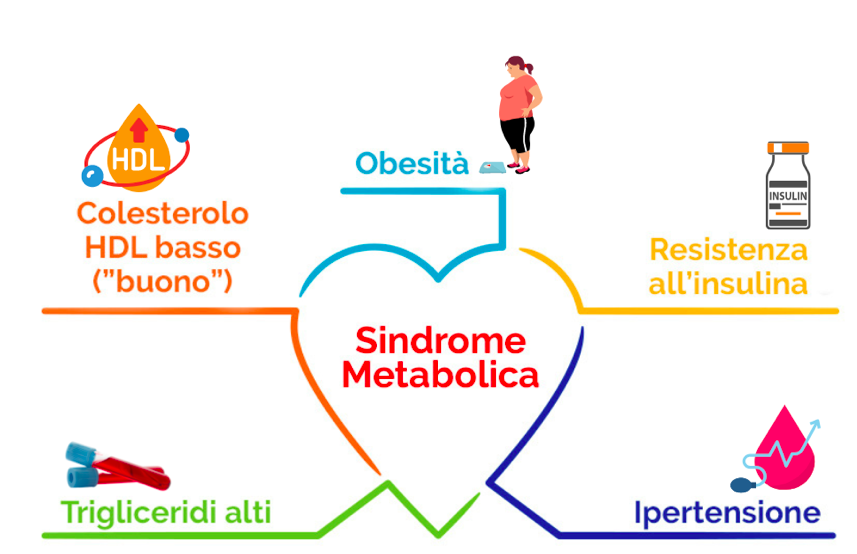 HDL
Colesterolo
HDL basso
("buono")
Obesità
INSULIN
Resistenza
all'insulina
Sindrome
Metabolica
Trigliceridi alti
Ipertensione